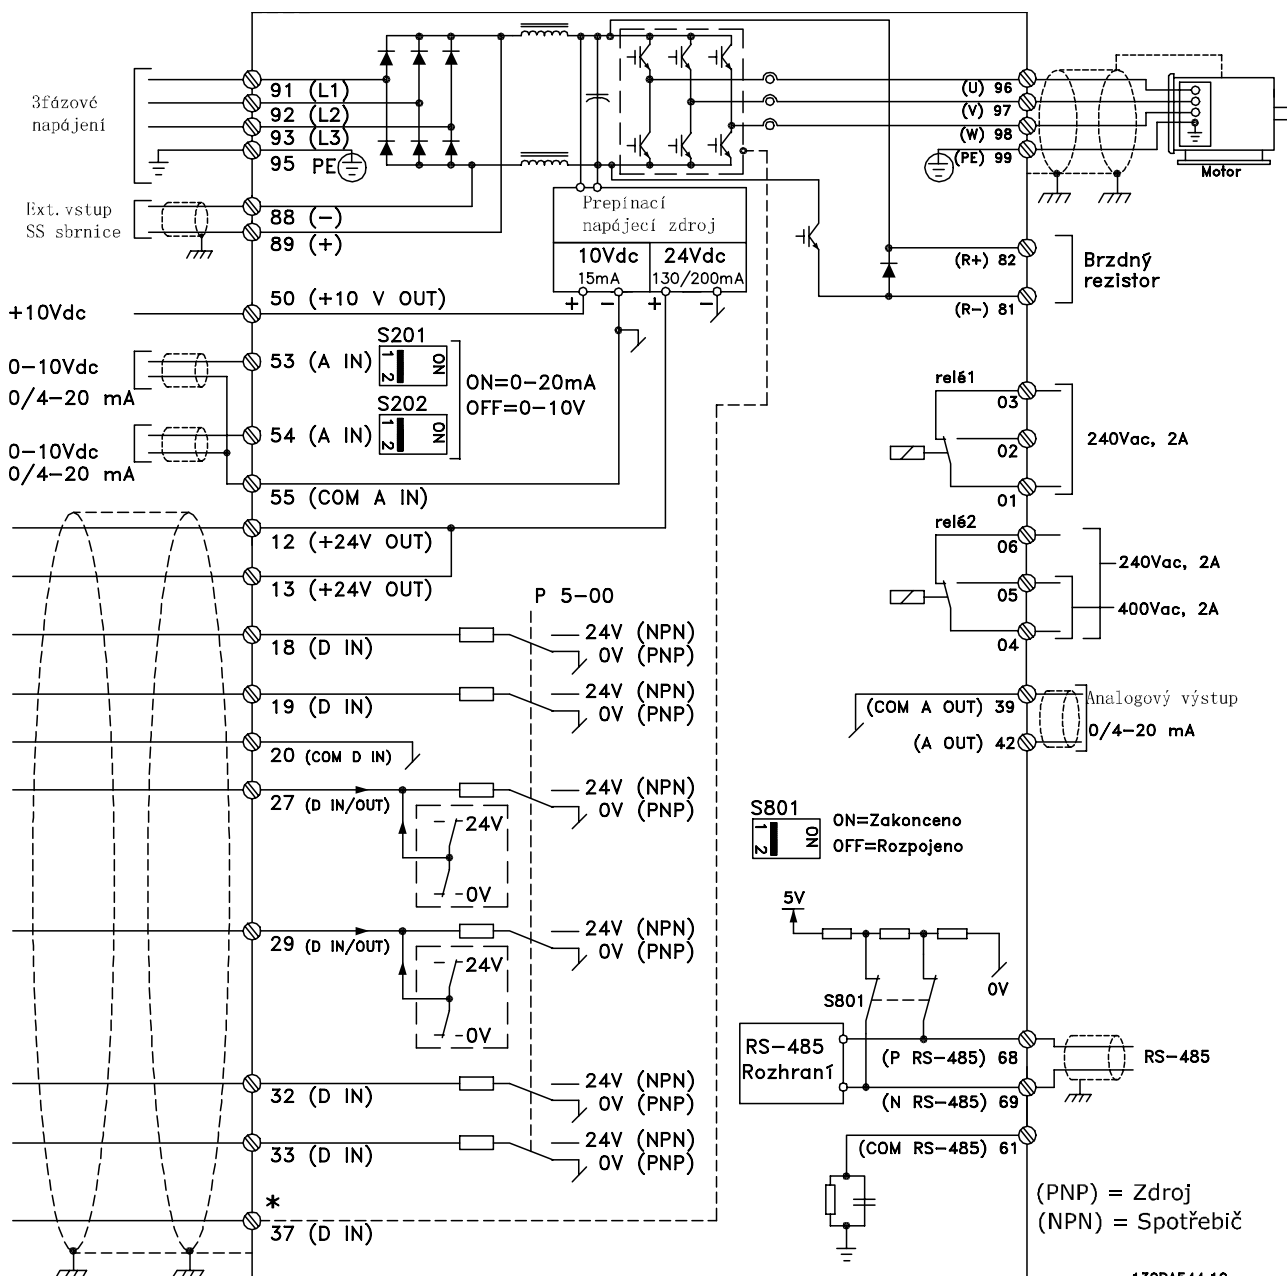 3fázové
napájení
91 (L1)
92 (L2)
93 (L3)
95 PE
Ext. vstup
SS sbrnice
88 (−)
89 (+)
Prepínací
napájecí zdroj
10Vdc
15mA
24Vdc
130/200mA
+ − + −
(U) 96
(V) 97
(W) 98
(PE) 99
Motor
(R+) 82
(R−) 81
Brzdný
rezistor
+10Vdc
50 (+10 V OUT)
0−10Vdc
0/4−20 mA
53 (A IN)
S201
1 2 ON
ON=0−20mA
OFF=0−10V
S202
1 2 ON
0−10Vdc
0/4−20 mA
54 (A IN)
55 (COM A IN)
12 (+24V OUT)
13 (+24V OUT)
P 5-00
18 (D IN)
24V (NPN)
0V (PNP)
19 (D IN)
24V (NPN)
0V (PNP)
20 (COM D IN)
27 (D IN/OUT)
24V (NPN)
0V (PNP)
24V
0V
29 (D IN/OUT)
24V (NPN)
0V (PNP)
24V
0V
32 (D IN)
24V (NPN)
0V (PNP)
33 (D IN)
24V (NPN)
0V (PNP)
*
37 (D IN)
relé1
03
02
01
240Vac, 2A
relé2
06
05
04
240Vac, 2A
400Vac, 2A
(COM A OUT) 39
(A OUT) 42
Analogový výstup
0/4−20 mA
S801
1 2 ON
ON=Zakonceno
OFF=Rozpojeno
5V
S801
0V
RS−485
Rozhraní
(P RS−485) 68
(N RS−485) 69
(COM RS−485) 61
RS−485
(PNP) = Zdroj
(NPN) = Spotřebič